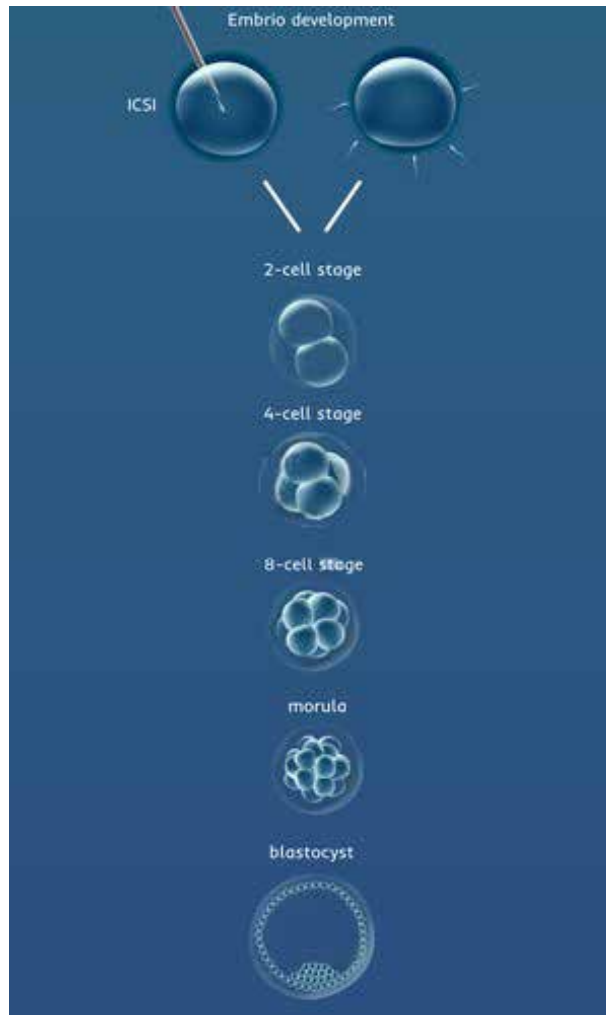 Embrio development
ICSI
2-cell stage
4-cell stage
8-cell stage
morula
blastocyst